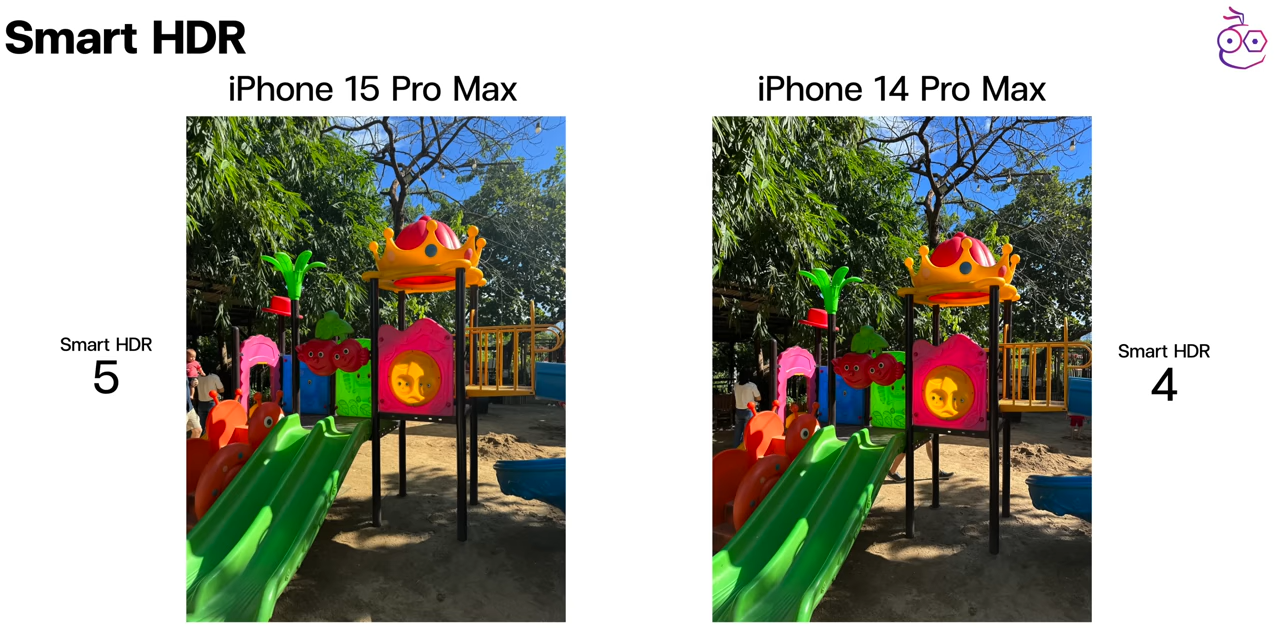 Smart HDR
iPhone 15 Pro Max
iPhone 14 Pro Max
Smart HDR
5
Smart HDR
4